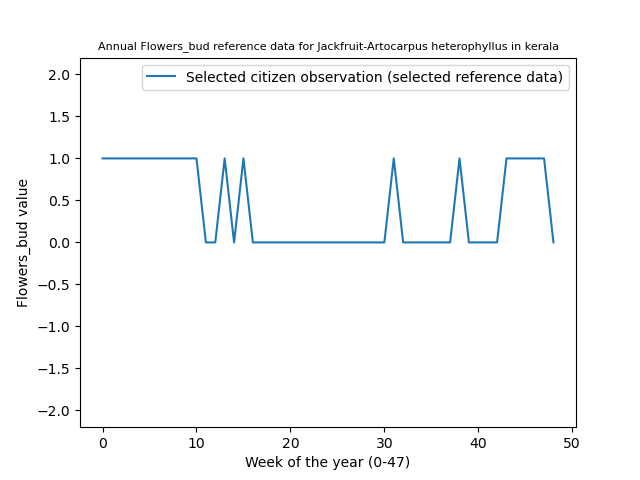 Annual Flowers_bud reference data for Jackfruit-Artocarpus heterophyllus in kerala
Selected citizen observation (selected reference data)
2.0
1.5
1.0
0.5
0.0
−0.5
−1.0
−1.5
−2.0
Flowers_bud value
0 10 20 30 40 50
Week of the year (0-47)